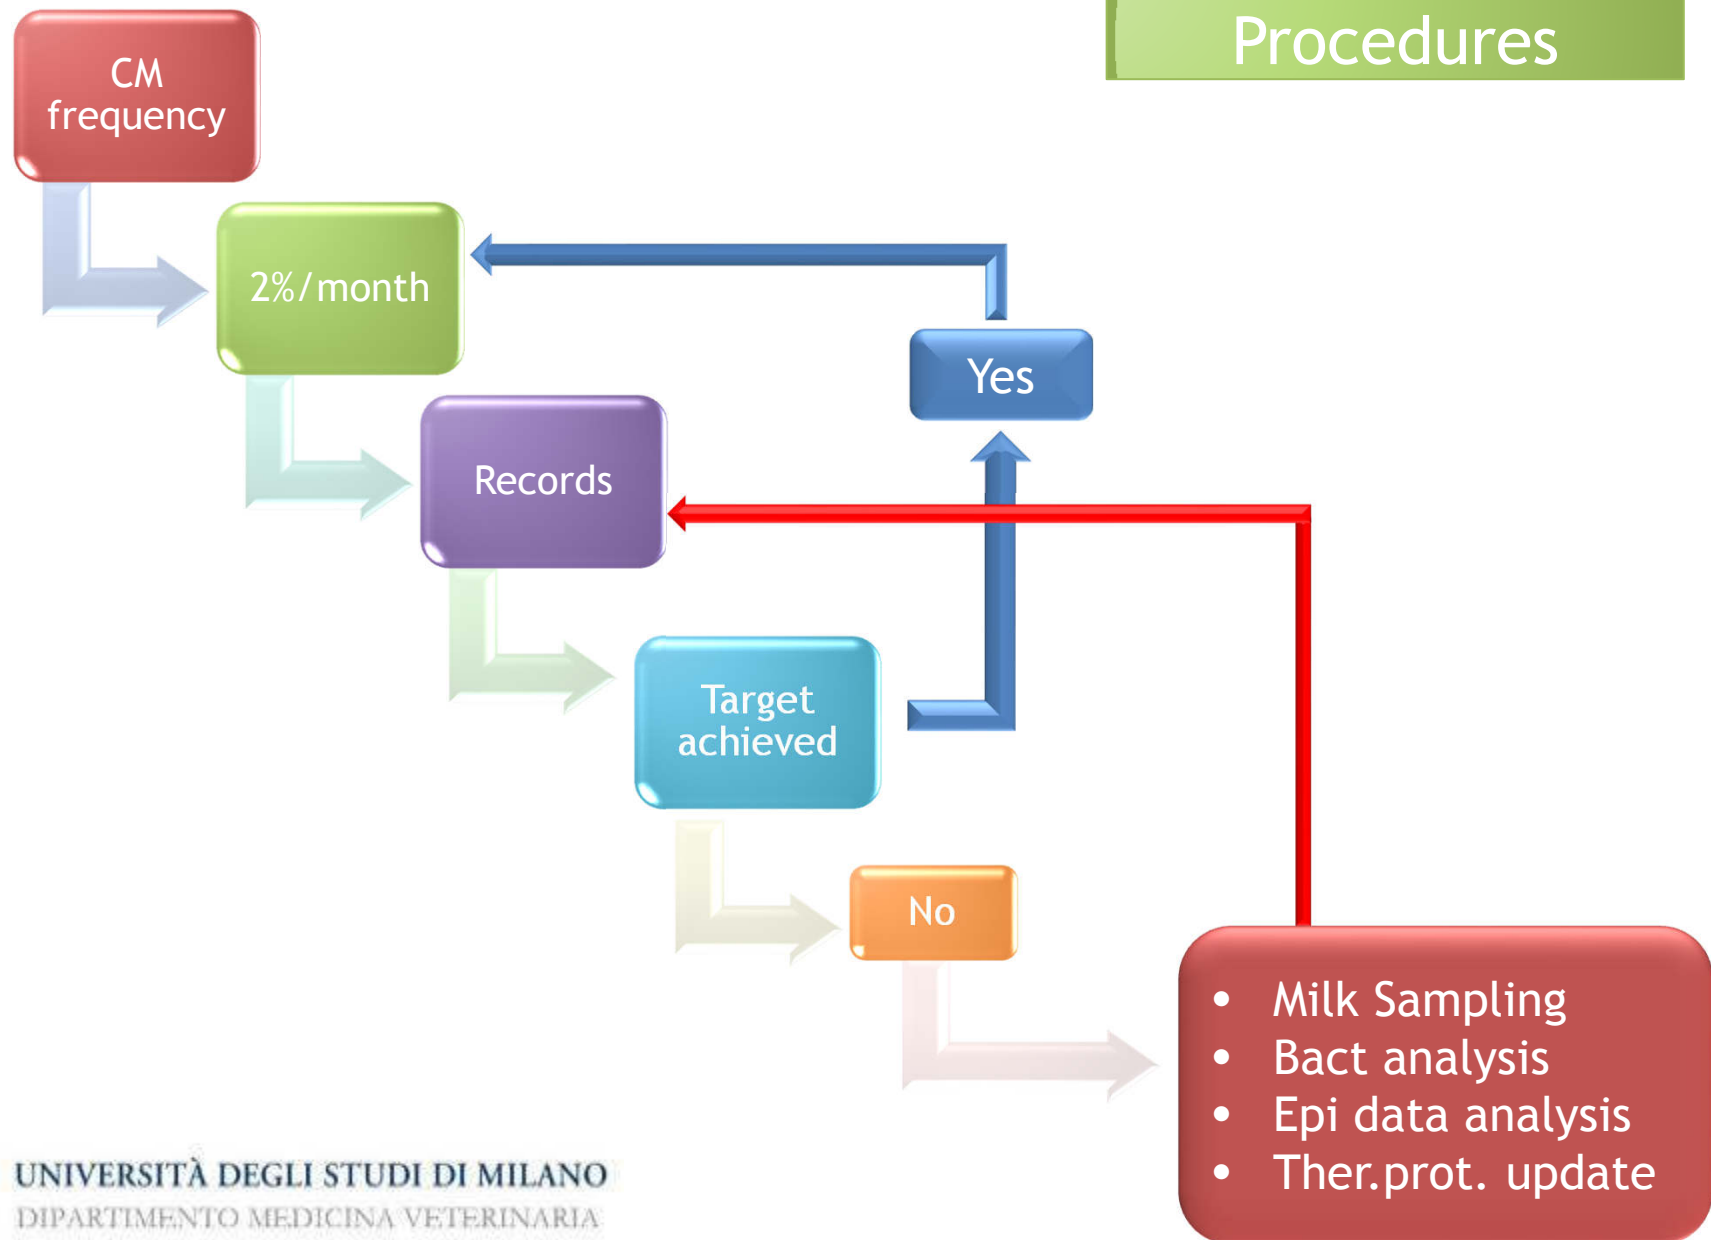 Procedures
CM
frequency
2%/month
Yes
Records
Target
achieved
No
• Milk Sampling
• Bact analysis
• Epi data analysis
• Ther.prot. update
UNIVERSITÀ DEGLI STUDI DI MILANO
DIPARTIMENTO MEDICINA VETERINARIA